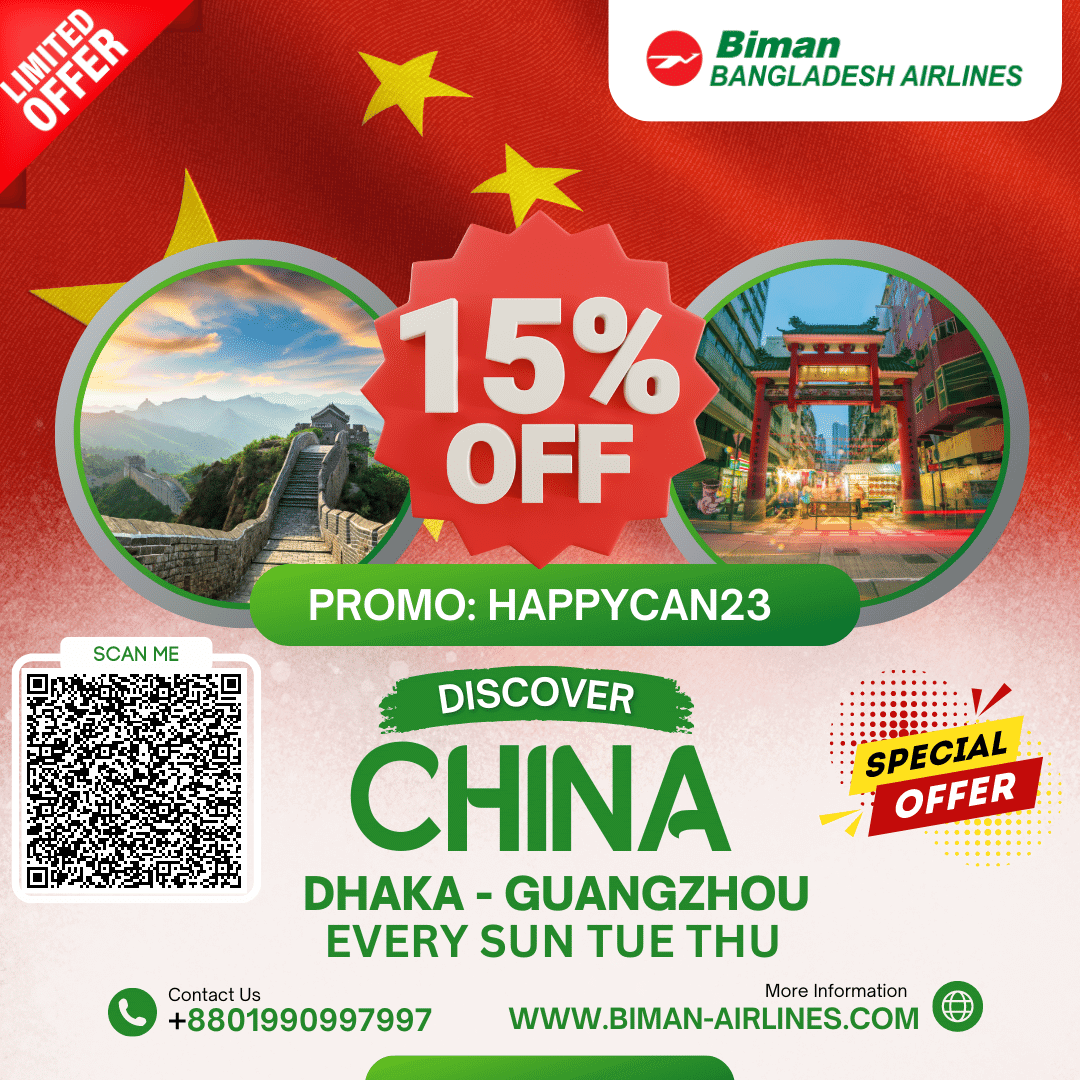 LIMITED
OFFER
Biman
BANGLADESH AIRLINES
15%
OFF
PROMO: HAPPYCAN23
SCAN ME
DISCOVER
CHINA
SPECIAL
OFFER
DHAKA - GUANGZHOU
EVERY SUN TUE THU
Contact Us
+8801990997997
More Information
WWW.BIMAN-AIRLINES.COM